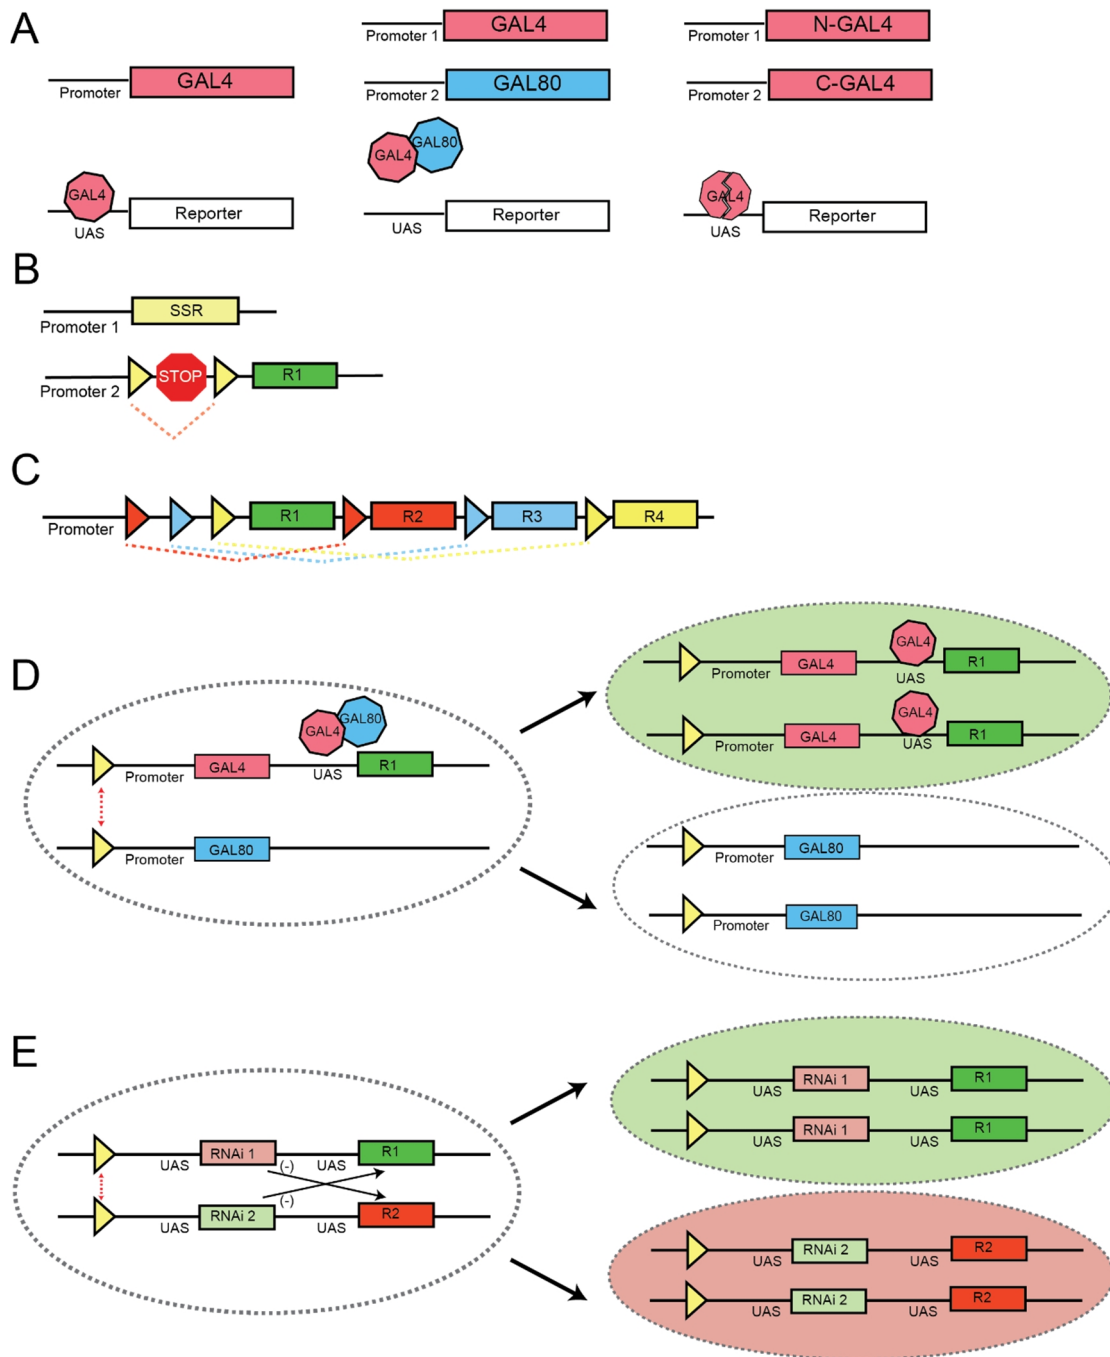 A
Promoter
GAL4
GAL4
UAS
Reporter
Promoter 1
GAL4
Promoter 2
GAL80
GAL4
GAL80
UAS
Reporter
Promoter 1
N-GAL4
Promoter 2
C-GAL4
GAL4
UAS
Reporter
B
Promoter 1
SSR
Promoter 2
STOP
R1
C
Promoter
R1
R2
R3
R4
D
GAL4
GAL80
Promoter
GAL4
UAS
R1
Promoter
GAL80
GAL4
Promoter
GAL4
UAS
R1
GAL4
Promoter
GAL4
UAS
R1
Promoter
GAL80
Promoter
GAL80
E
UAS
RNAi 1
(-)
UAS
R1
UAS
RNAi 2
(-)
UAS
R2
UAS
RNAi 1
UAS
R1
UAS
RNAi 1
UAS
R1
UAS
RNAi 2
UAS
R2
UAS
RNAi 2
UAS
R2